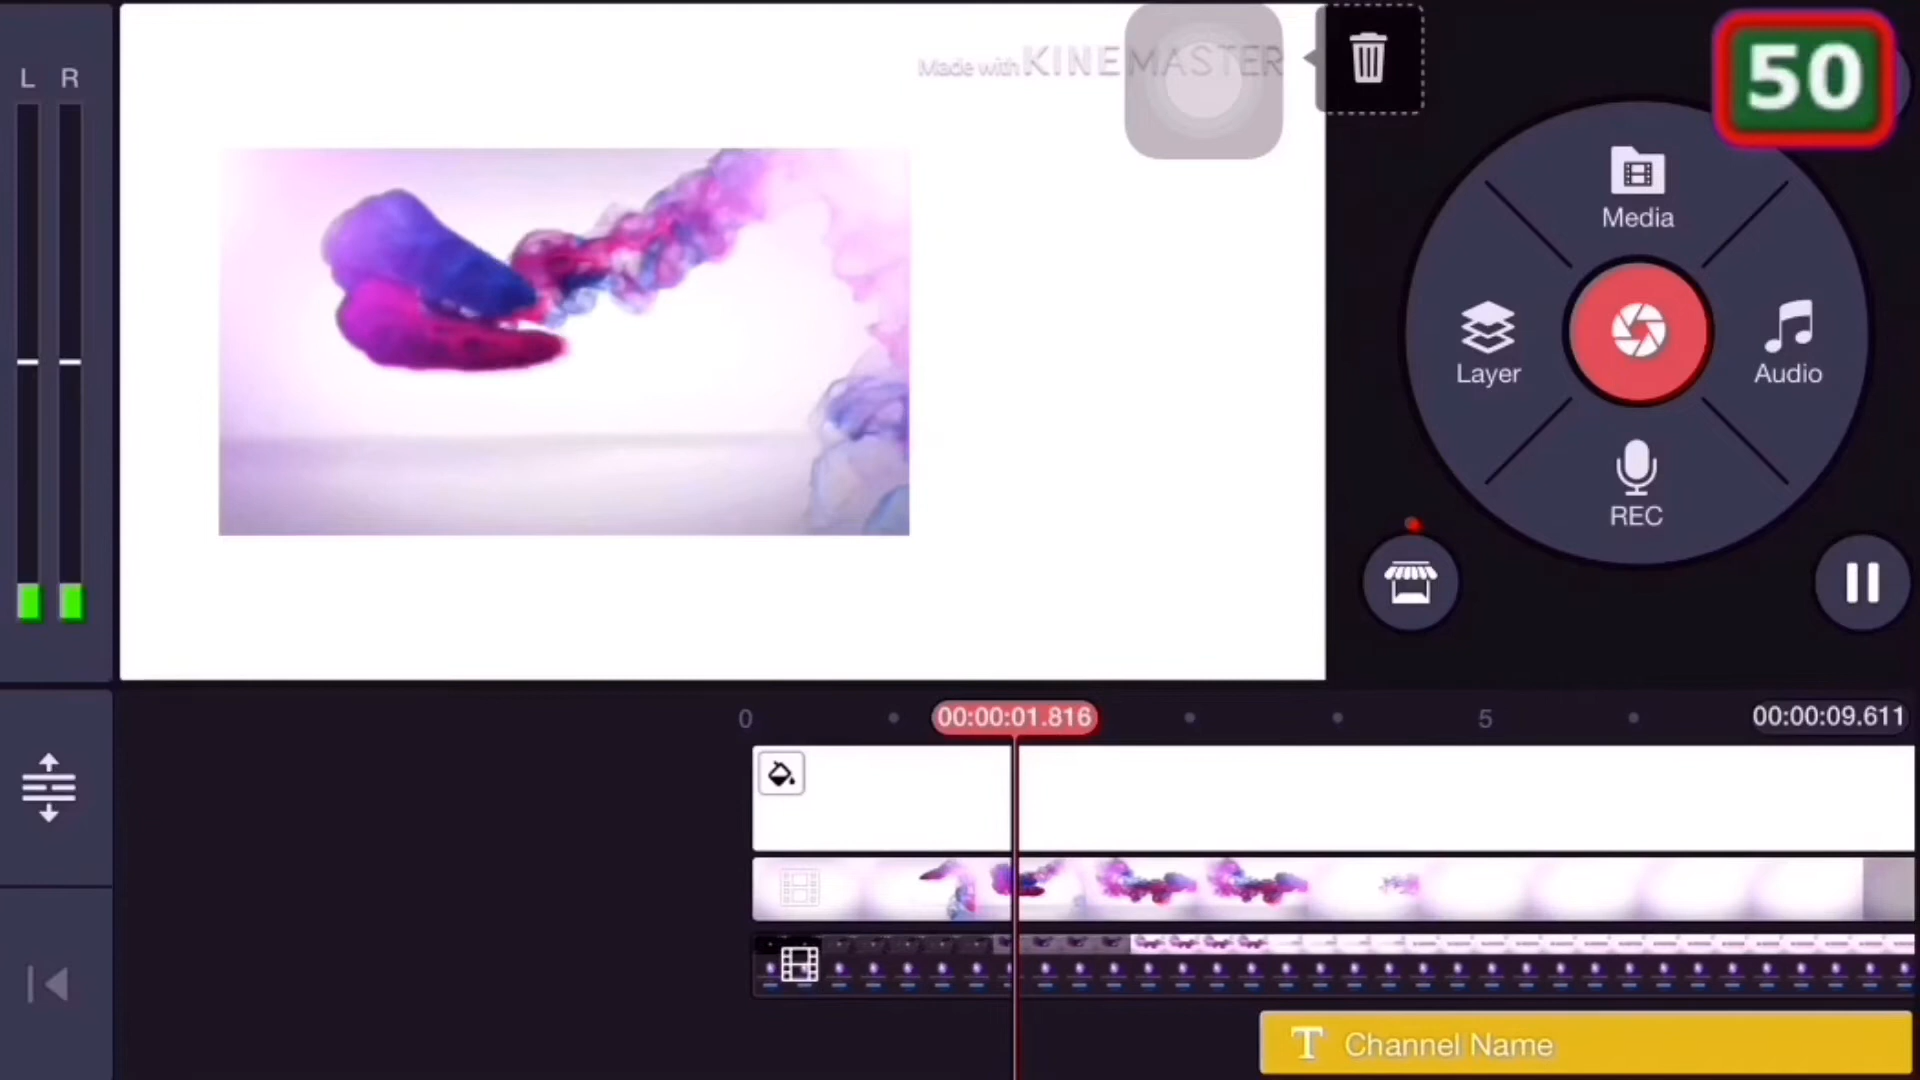 L R
Made with KINEMASTER
50
Media
Layer
Audio
REC
0
00:00:01.816
5
00:00:09.611
T Channel Name